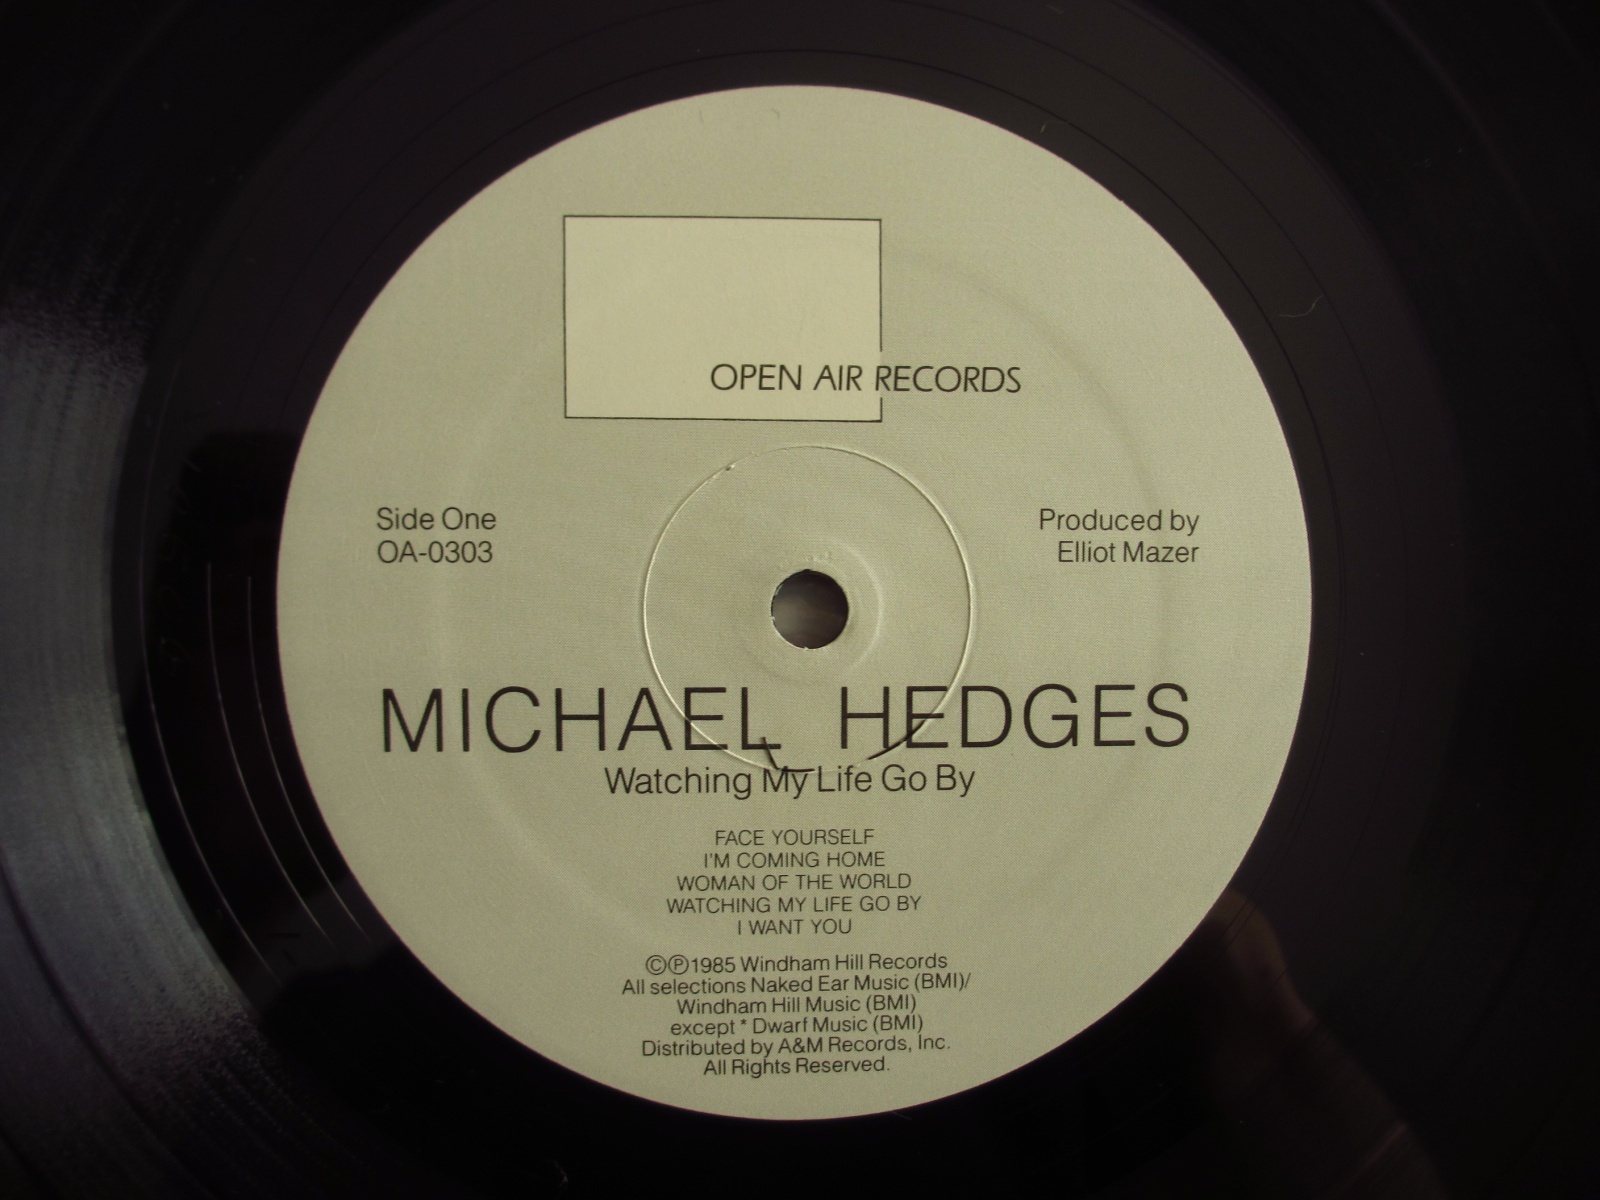 OPEN AIR RECORDS
Side One
OA-0303
Produced by
Elliot Mazer
MICHAEL HEDGES
Watching My Life Go By
FACE YOURSELF
I'M COMING HOME
WOMAN OF THE WORLD
WATCHING MY LIFE GO BY
I WANT YOU
©℗1985 Windham Hill Records
All selections Naked Ear Music (BMI)/
Windham Hill Music (BMI)
except * Dwarf Music (BMI)
Distributed by A&M Records, Inc.
All Rights Reserved.